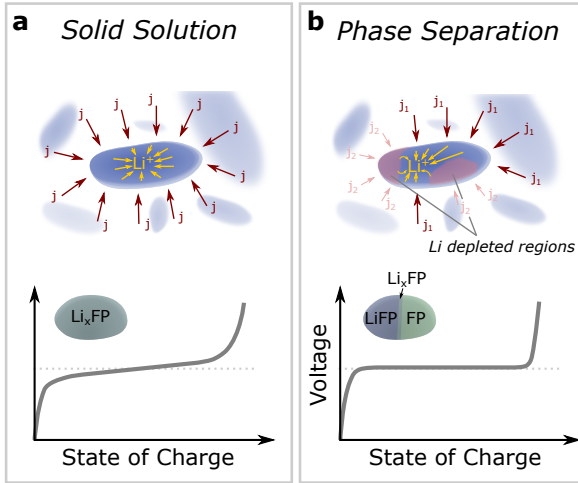 a
Solid Solution
j
j
j
j
j
j
j
Li⁺
j
j
j
j
j
j
LiₓFP
State of Charge
b
Phase Separation
j₁
j₁
j₁
j₂
j₁
j₂
Li⁺
j₁
j₂
j₂
j₁
j₂
j₂
Li depleted regions
LiₓFP
LiFP
FP
Voltage
State of Charge